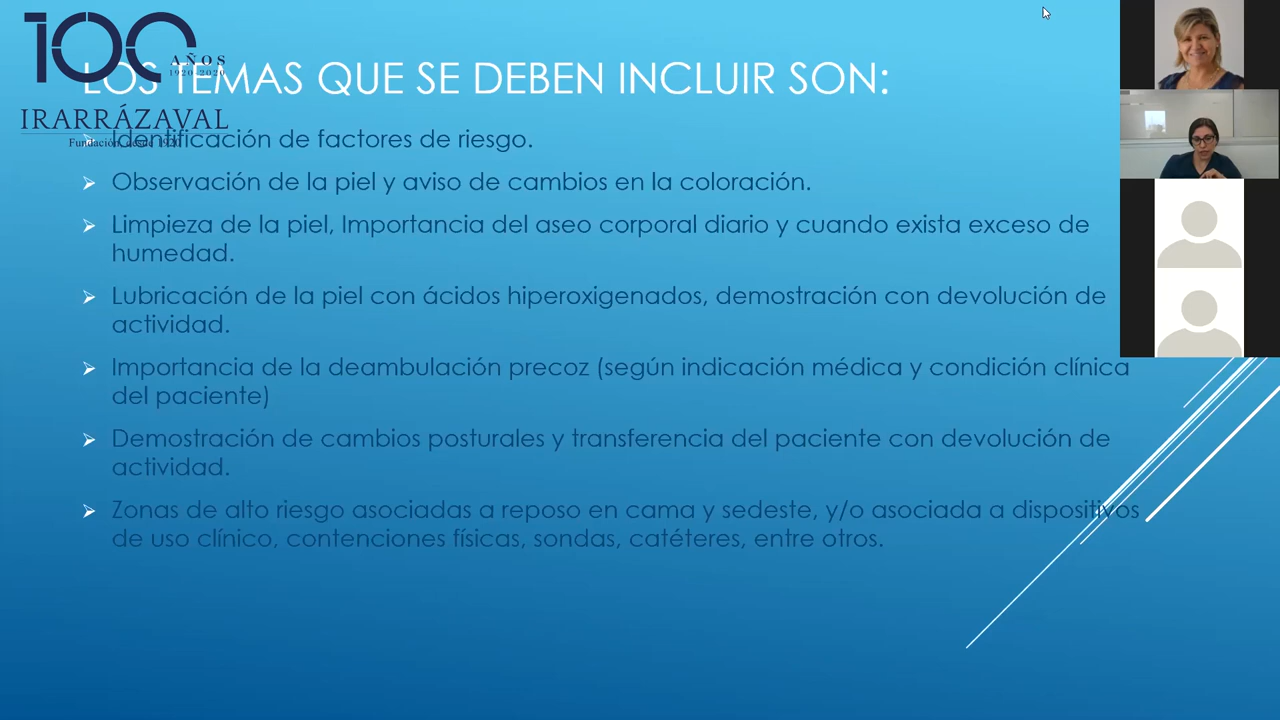 100
AÑOS
1920-2020
LOS TEMAS QUE SE DEBEN INCLUIR SON:
IRARRÁZAVAL
Fundación desde 1920
Identificación de factores de riesgo.
Observación de la piel y aviso de cambios en la coloración.
Limpieza de la piel, Importancia del aseo corporal diario y cuando exista exceso de
humedad.
Lubricación de la piel con ácidos hiperoxigenados, demostración con devolución de
actividad.
Importancia de la deambulación precoz (según indicación médica y condición clínica
del paciente)
Demostración de cambios posturales y transferencia del paciente con devolución de
actividad.
Zonas de alto riesgo asociadas a reposo en cama y sedeste, y/o asociada a dispositivos
de uso clínico, contenciones físicas, sondas, catéteres, entre otros.